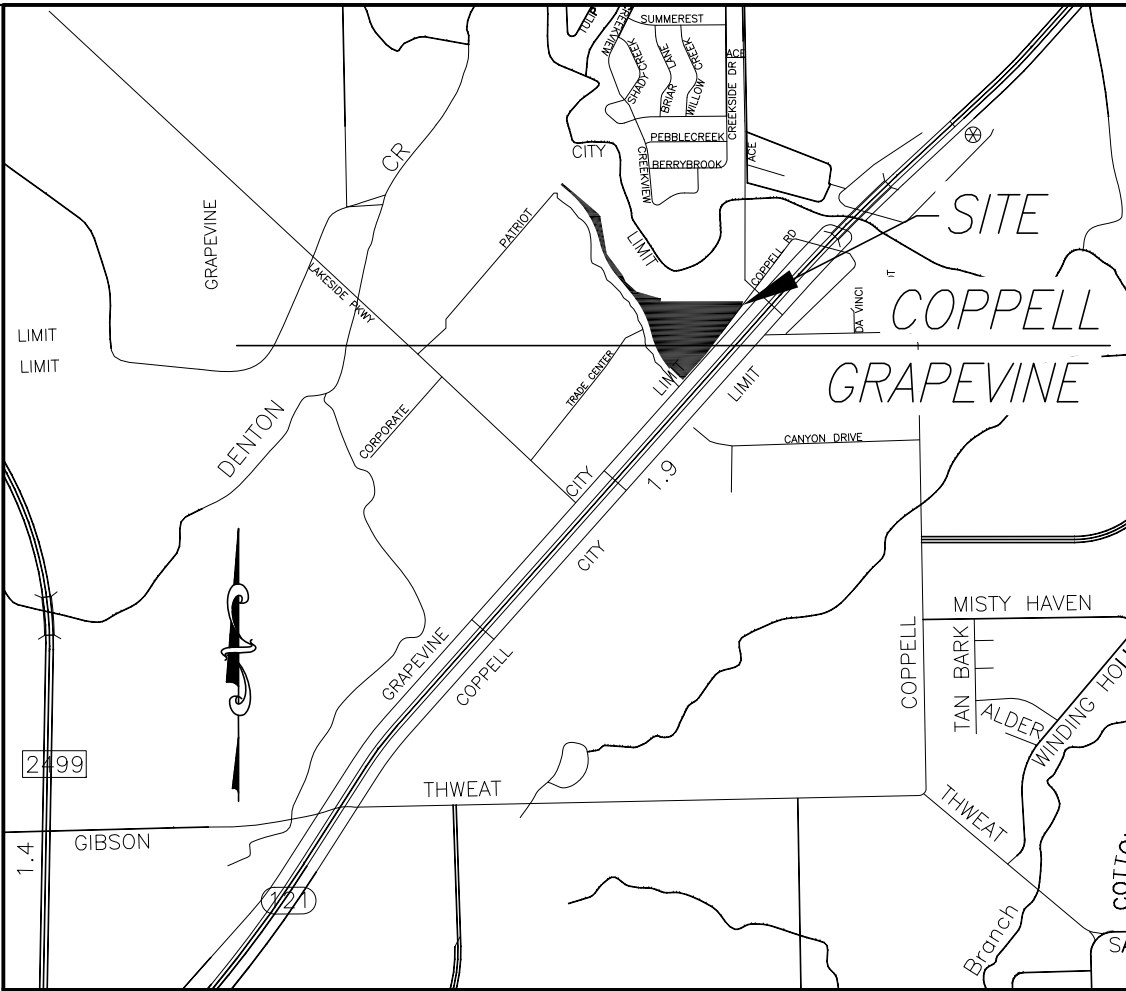 TULIP
CREEKVIEW
SUMMEREST
SHADY CREEK
BRIAR LANE
WILLOW CREEK
ACE
CREEKSIDE DR
PEBBLECREEK
BERRYBROOK
CREEKVIEW
ACE
CITY
LIMIT
CR
GRAPEVINE
PATRIOT
LAKESIDE PKWY
COPPELL RD
SITE
DA VINCI
COPPELL
GRAPEVINE
LIMIT
LIMIT
TRADE CENTER
LIMIT
LIMIT
CORPORATE
DENTON
CANYON DRIVE
CITY
1.9
CITY
MISTY HAVEN
GRAPEVINE
COPPELL
COPPELL
TAN BARK
ALDER
2499
THWEAT
THWEAT
GIBSON
1.4
121
Branch